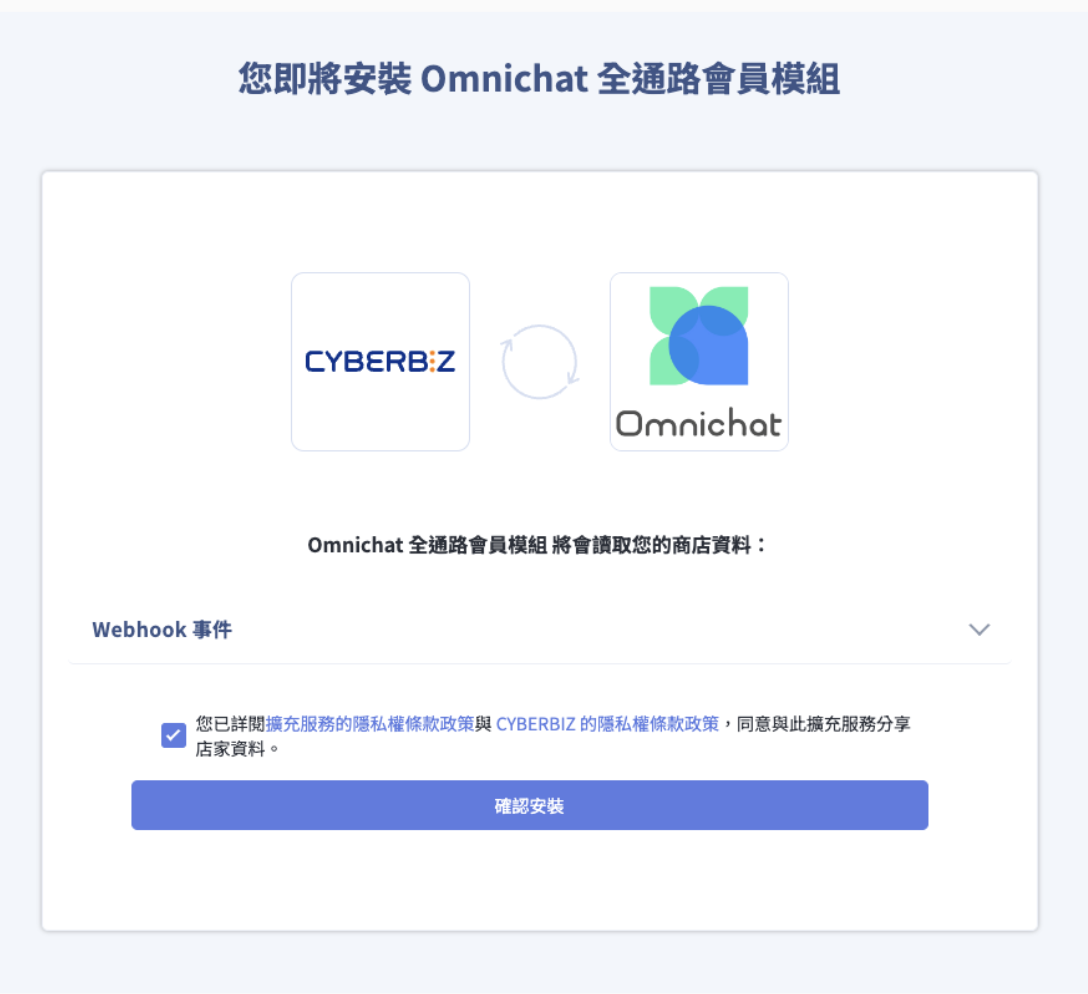 您即將安裝 Omnichat 全通路會員模組
CYBERBIZ
Omnichat
Omnichat 全通路會員模組 將會讀取您的商店資料：
Webhook 事件
您已詳閱擴充服務的隱私權條款政策與 CYBERBIZ 的隱私權條款政策，同意與此擴充服務分享
店家資料。
確認安裝